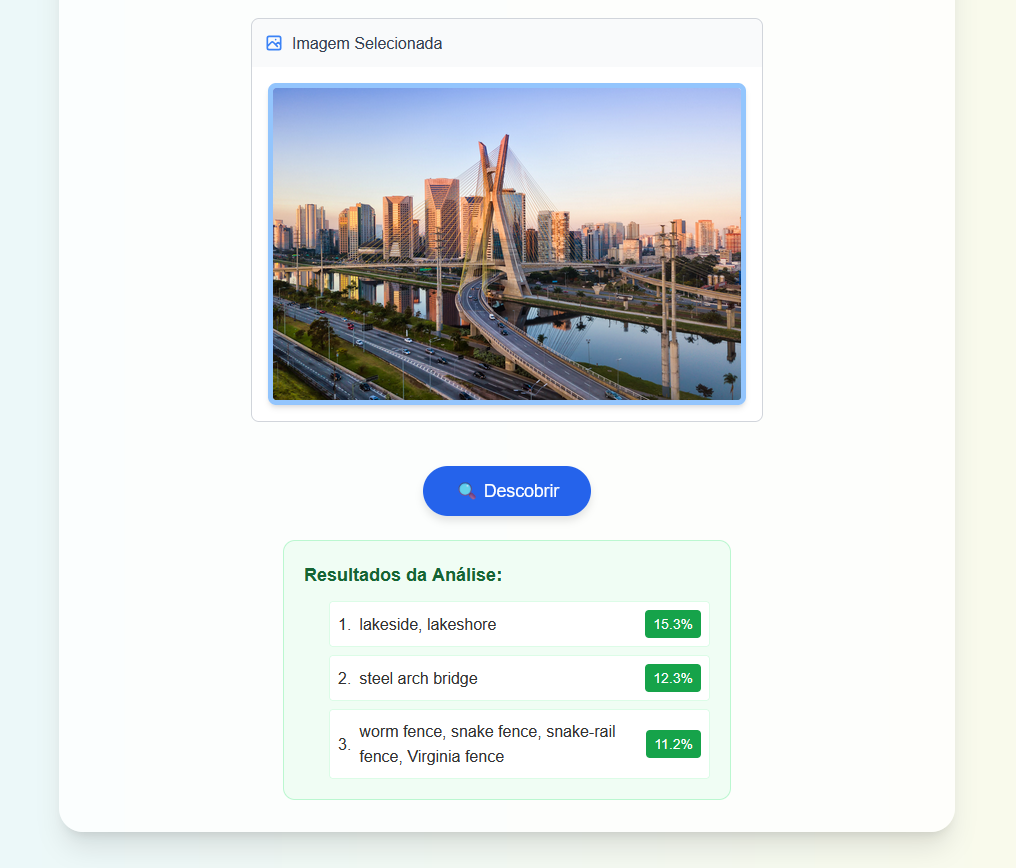 Imagem Selecionada
Descobrir
Resultados da Análise:
1. lakeside, lakeshore 15.3%
2. steel arch bridge 12.3%
3. worm fence, snake fence, snake-rail
fence, Virginia fence 11.2%